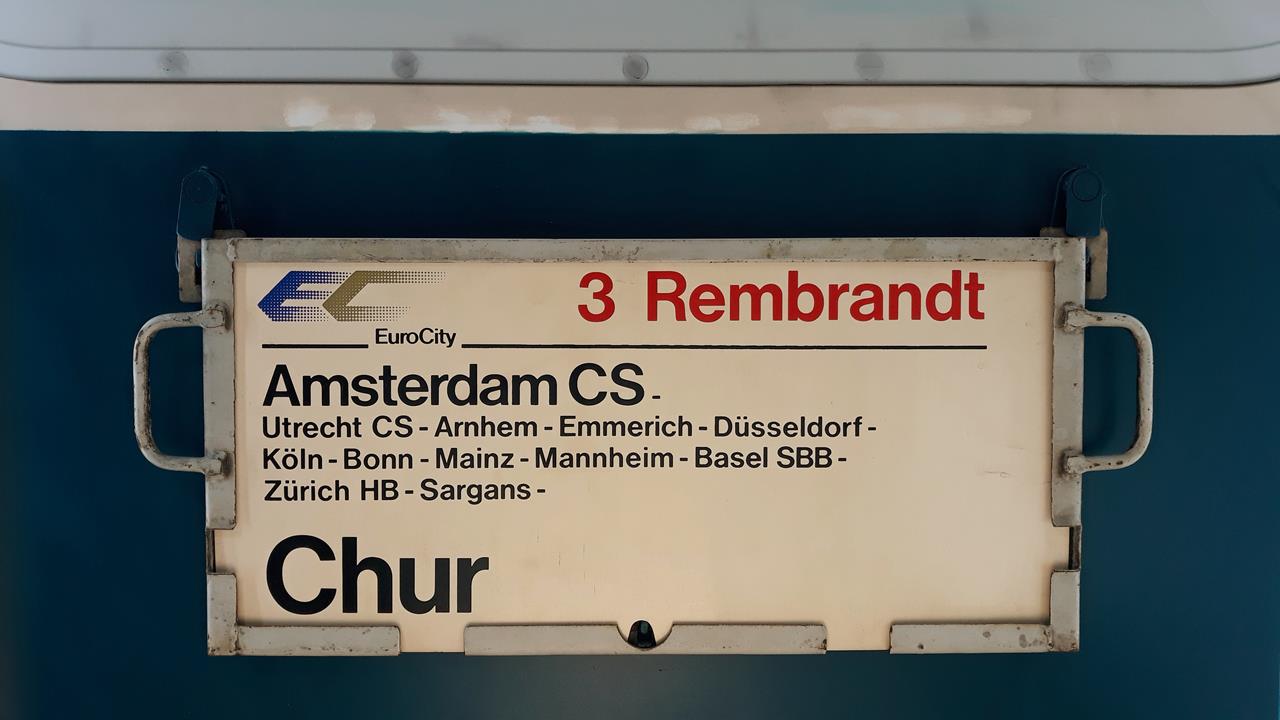 EC
3 Rembrandt
EuroCity
Amsterdam CS -
Utrecht CS - Arnhem - Emmerich - Düsseldorf -
Köln - Bonn - Mainz - Mannheim - Basel SBB -
Zürich HB - Sargans -
Chur